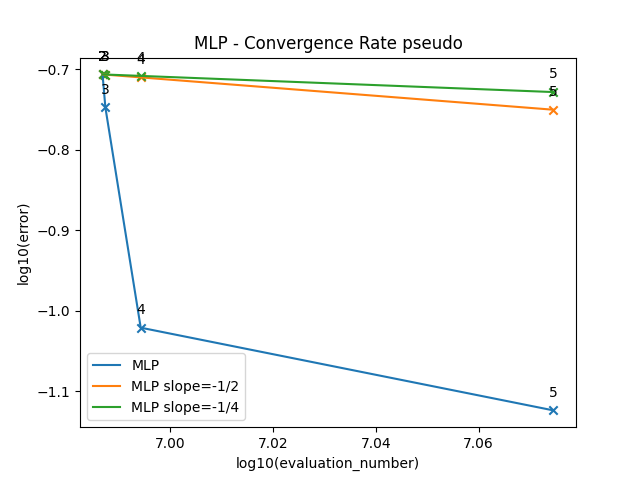 MLP - Convergence Rate pseudo
2
2
3
4
4
5
5
5
3
4
5
−0.7
−0.8
−0.9
−1.0
−1.1
log10(error)
MLP
MLP slope=-1/2
MLP slope=-1/4
7.00 7.02 7.04 7.06
log10(evaluation_number)